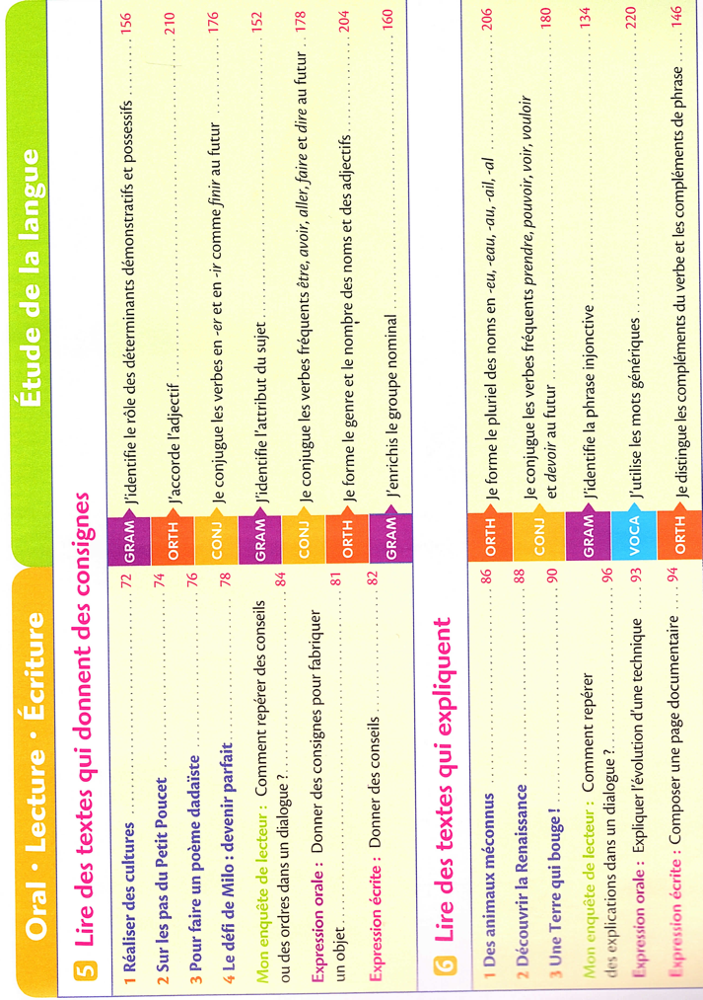 Oral • Lecture • Écriture
Étude de la langue
5 Lire des textes qui donnent des consignes
1 Réaliser des cultures 72
2 Sur les pas du Petit Poucet 74
3 Pour faire un poème dadaïste 76
4 Le défi de Milo : devenir parfait 78
Mon enquête de lecteur : Comment repérer des conseils
ou des ordres dans un dialogue ? 84
Expression orale : Donner des consignes pour fabriquer
un objet 81
Expression écrite : Donner des conseils 82
GRAM J'identifie le rôle des déterminants démonstratifs et possessifs 156
ORTH J'accorde l'adjectif 210
CONJ Je conjugue les verbes en -er et en -ir comme finir au futur 176
GRAM J'identifie l'attribut du sujet 152
CONJ Je conjugue les verbes fréquents être, avoir, aller, faire et dire au futur 178
ORTH Je forme le genre et le nombre des noms et des adjectifs 204
GRAM J'enrichis le groupe nominal 160
6 Lire des textes qui expliquent
1 Des animaux méconnus 86
2 Découvrir la Renaissance 88
3 Une Terre qui bouge ! 90
Mon enquête de lecteur : Comment repérer
des explications dans un dialogue ? 96
Expression orale : Expliquer l'évolution d'une technique 93
Expression écrite : Composer une page documentaire 94
ORTH Je forme le pluriel des noms en -eu, -eau, -au, -ail, -al 206
CONJ Je conjugue les verbes fréquents prendre, pouvoir, voir, vouloir
et devoir au futur 180
GRAM J'identifie la phrase injonctive 134
VOCA J'utilise les mots génériques 220
ORTH Je distingue les compléments du verbe et les compléments de phrase 146